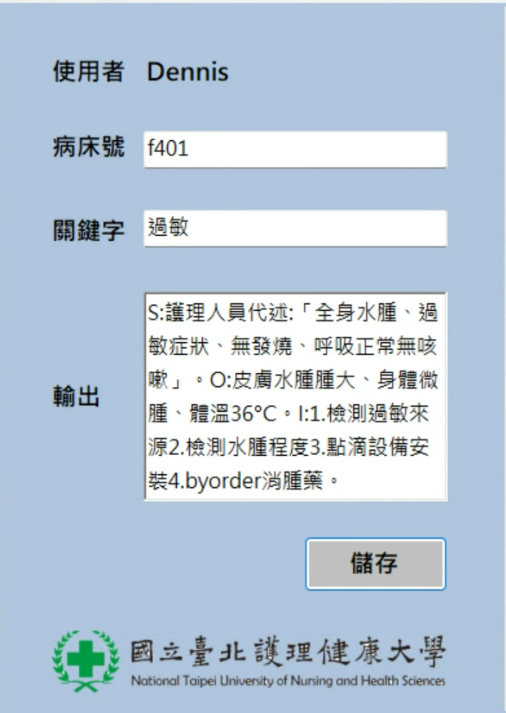 使用者 Dennis
病床號 f401
關鍵字 過敏
輸出
S:護理人員代述:「全身水腫、過
敏症狀、無發燒、呼吸正常無咳
嗽」。O:皮膚水腫腫大、身體微
腫、體溫36°C。I:1.檢測過敏來
源2.檢測水腫程度3.點滴設備安
裝4.byorder消腫藥。
儲存
國立臺北護理健康大學
National Taipei University of Nursing and Health Sciences